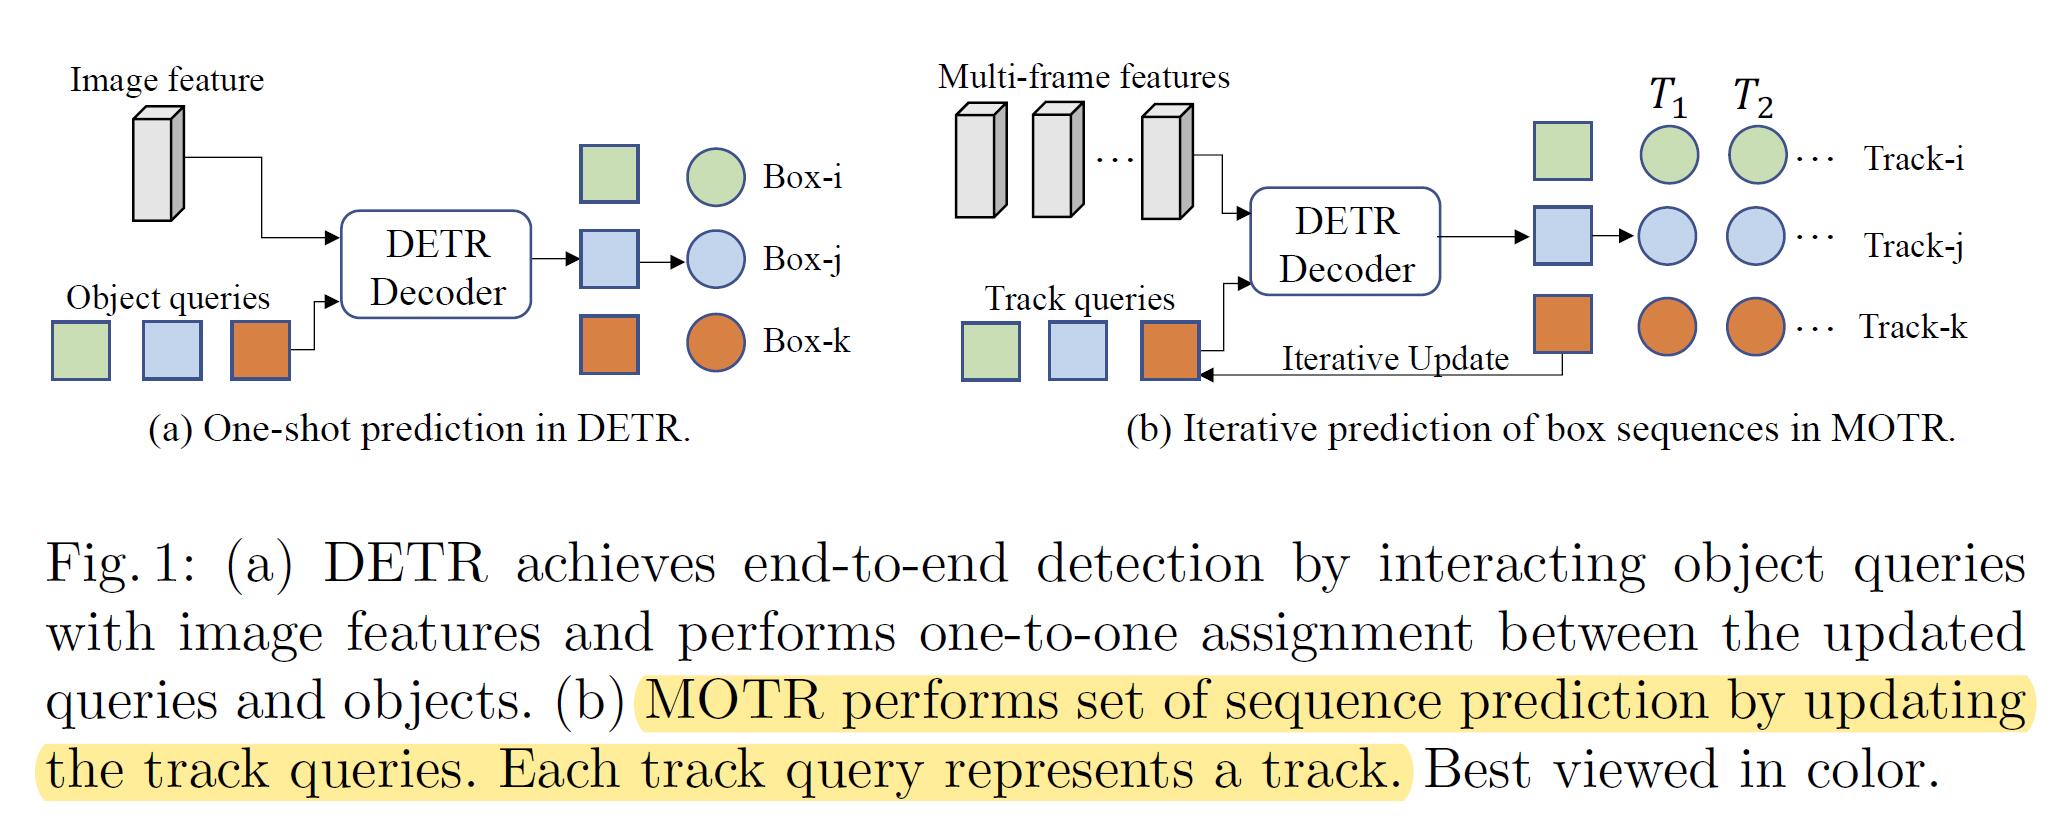 Image feature
Object queries
DETR
Decoder
Box-i
Box-j
Box-k
(a) One-shot prediction in DETR.
Multi-frame features
...
Track queries
DETR
Decoder
Iterative Update
T1 T2
... Track-i
... Track-j
... Track-k
(b) Iterative prediction of box sequences in MOTR.
Fig. 1: (a) DETR achieves end-to-end detection by interacting object queries
with image features and performs one-to-one assignment between the updated
queries and objects. (b) MOTR performs set of sequence prediction by updating
the track queries. Each track query represents a track. Best viewed in color.